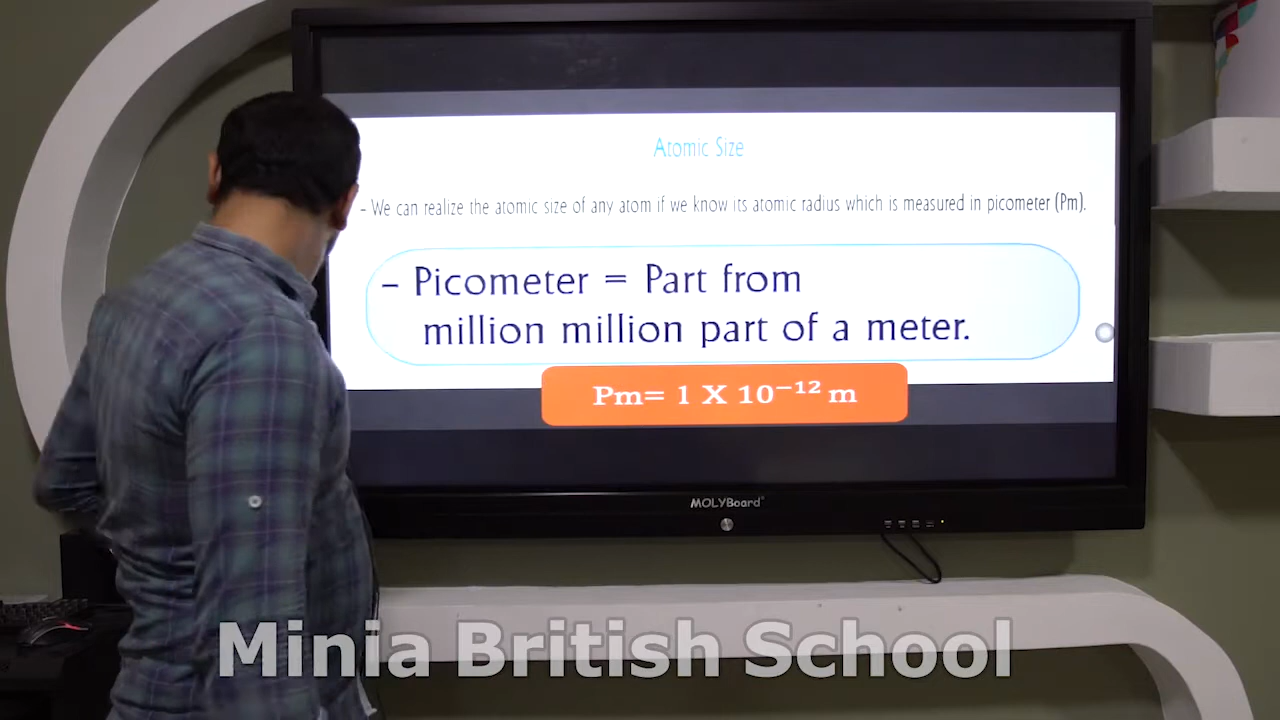 Atomic Size
- We can realize the atomic size of any atom if we know its atomic radius which is measured in picometer (Pm).
- Picometer = Part from
million million part of a meter.
Pm= 1 X 10⁻¹² m
MOLYBoard
Minia British School